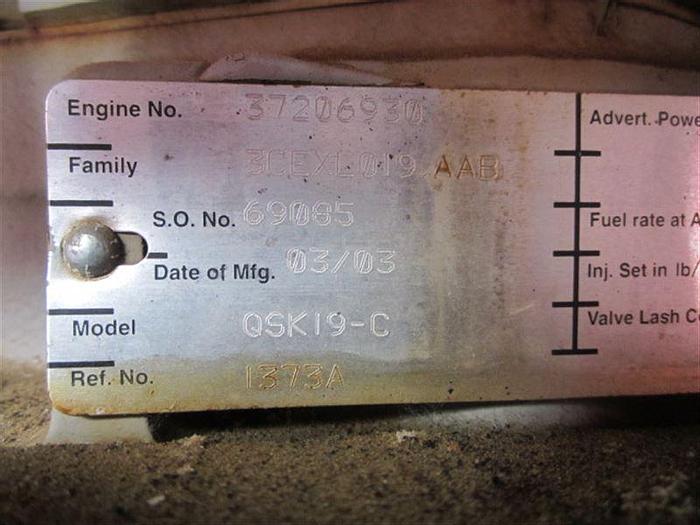 Engine No. 37206930
Family 3CEXL019.AAB
S.O. No. 69085
Date of Mfg. 03/03
Model QSK19-C
Ref. No. 1373A
Advert. Powe
Fuel rate at A
Inj. Set in lb/
Valve Lash C